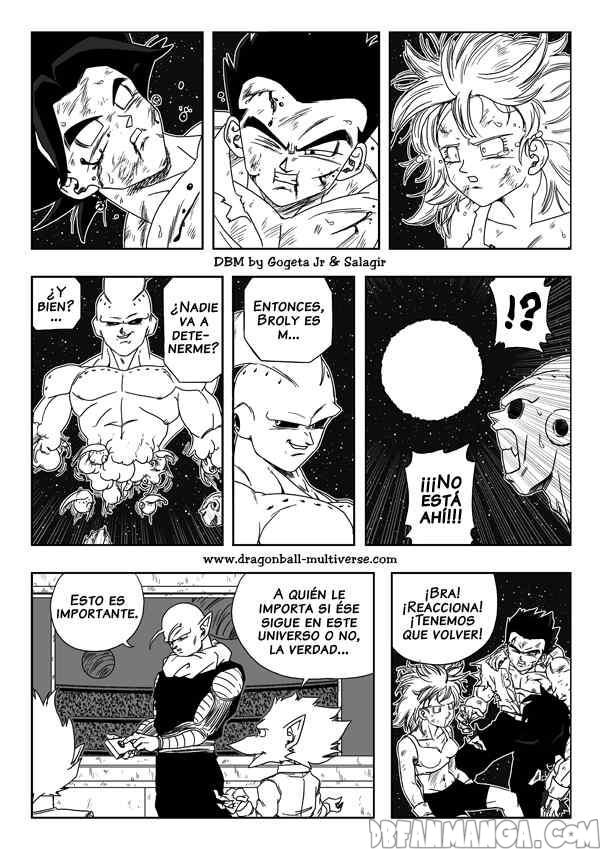 DBM by Gogeta Jr & Salagir
¿Y
BIEN?
...
¿NADIE
VA A
DETE-
NERME?
ENTONCES,
BROLY ES
M...
!?
¡¡¡NO
ESTÁ
AHÍ!!!
www.dragonball-multiverse.com
ESTO ES
IMPORTANTE.
A QUIÉN LE
IMPORTA SI ÉSE
SIGUE EN ESTE
UNIVERSO O NO,
LA VERDAD...
¡BRA!
¡REACCIONA!
¡TENEMOS
QUE VOLVER!
DBFANMANGA.COM